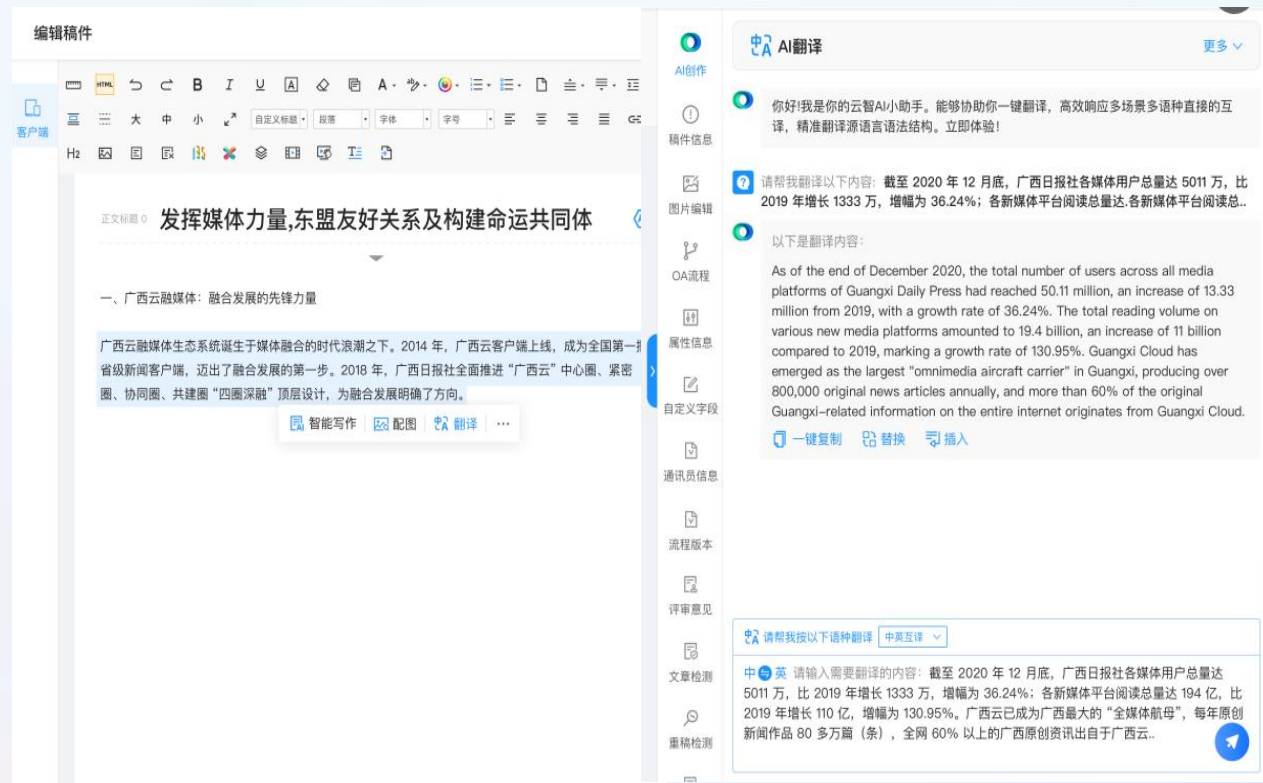 编辑稿件
客户端
HTML
B I U A A
大 中 小 自定义标题 段落 字体 字号
H2
正文标题 0 发挥媒体力量,东盟友好关系及构建命运共同体
一、广西云融媒体：融合发展的先锋力量
广西云融媒体生态系统诞生于媒体融合的时代浪潮之下。2014 年，广西云客户端上线，成为全国第一
省级新闻客户端，迈出了融合发展的第一步。2018 年，广西日报社全面推进“广西云”中心圈、紧密
圈、协同圈、共建圈“四圈深融”顶层设计，为融合发展明确了方向。
智能写作 配图 翻译 ...
AI创作
稿件信息
图片编辑
OA流程
属性信息
自定义字段
通讯员信息
流程版本
评审意见
文章检测
重稿检测
AI翻译 更多
你好!我是你的云智AI小助手。能够协助你一键翻译，高效响应多场景多语种直接的互
译，精准翻译源语言语法结构。立即体验!
请帮我翻译以下内容: 截至 2020 年 12 月底，广西日报社各媒体用户总量达 5011 万，比
2019 年增长 1333 万，增幅为 36.24%；各新媒体平台阅读总量达.各新媒体平台阅读总..
以下是翻译内容:
As of the end of December 2020, the total number of users across all media
platforms of Guangxi Daily Press had reached 50.11 million, an increase of 13.33
million from 2019, with a growth rate of 36.24%. The total reading volume on
various new media platforms amounted to 19.4 billion, an increase of 11 billion
compared to 2019, marking a growth rate of 130.95%. Guangxi Cloud has
emerged as the largest "omnimedia aircraft carrier" in Guangxi, producing over
800,000 original news articles annually, and more than 60% of the original
Guangxi-related information on the entire internet originates from Guangxi Cloud.
一键复制 替换 插入
请帮我按以下语种翻译 中英互译
中 英 请输入需要翻译的内容: 截至 2020 年 12 月底，广西日报社各媒体用户总量达
5011 万，比 2019 年增长 1333 万，增幅为 36.24%；各新媒体平台阅读总量达 194 亿，比
2019 年增长 110 亿，增幅为 130.95%。广西云已成为广西最大的“全媒体航母”，每年原创
新闻作品 80 多万篇（条），全网 60% 以上的广西原创资讯出自于广西云..